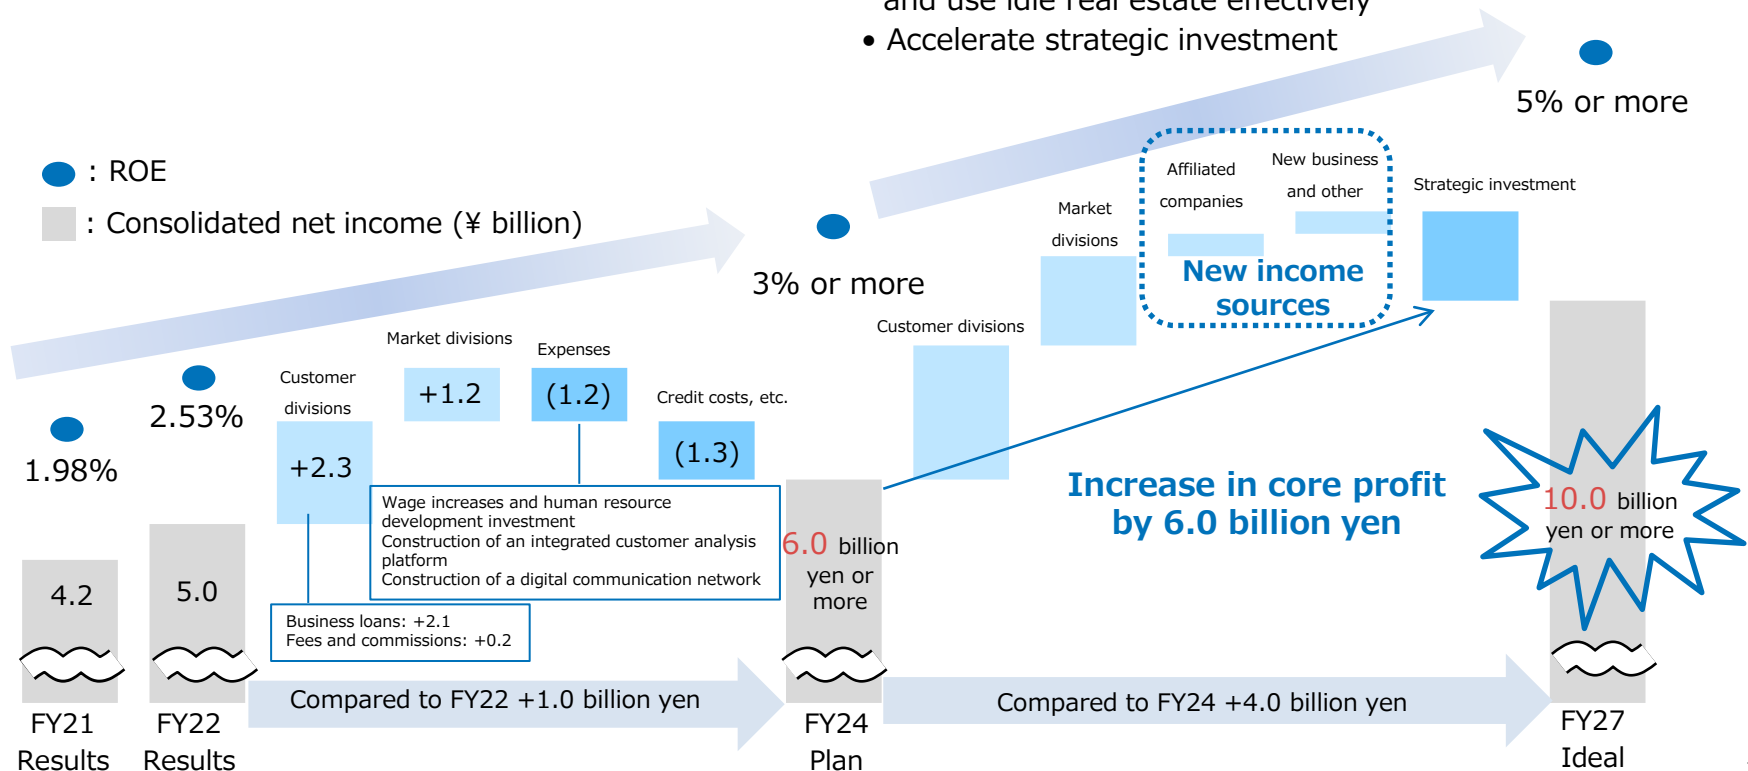 and use idle real estate effectively
• Accelerate strategic investment
5% or more
: ROE
: Consolidated net income (¥ billion)
3% or more
Affiliated
companies
New business
and other
Strategic investment
Market
divisions
New income
sources
Customer divisions
Market divisions
Expenses
Customer
divisions
Credit costs, etc.
2.53%
1.98%
+1.2
(1.2)
+2.3
(1.3)
Wage increases and human resource
development investment
Construction of an integrated customer analysis
platform
Construction of a digital communication network
Increase in core profit
by 6.0 billion yen
10.0 billion
yen or more
6.0 billion
yen or
more
4.2
5.0
Business loans: +2.1
Fees and commissions: +0.2
Compared to FY22 +1.0 billion yen
Compared to FY24 +4.0 billion yen
FY21
Results
FY22
Results
FY24
Plan
FY27
Ideal